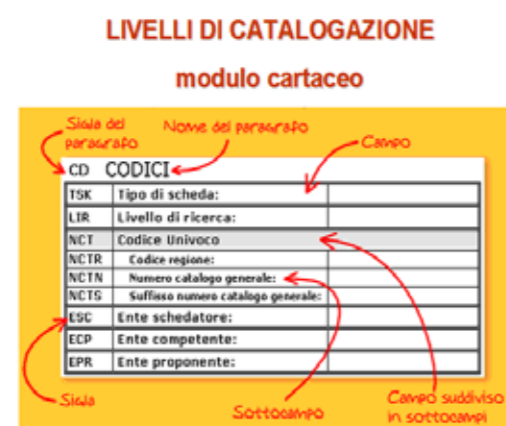 LIVELLI DI CATALOGAZIONE
modulo cartaceo
Sigla del
paragrafo
Nome del paragrafo
Campo
CD CODICI
TSK Tipo di scheda:
LIR Livello di ricerca:
NCT Codice Univoco
NCTR Codice regione:
NCTN Numero catalogo generale:
NCTS Suffisso numero catalogo generale:
ESC Ente schedatore:
ECP Ente competente:
EPR Ente proponente:
Sigla
Sottocampo
Campo suddiviso
in sottocampi